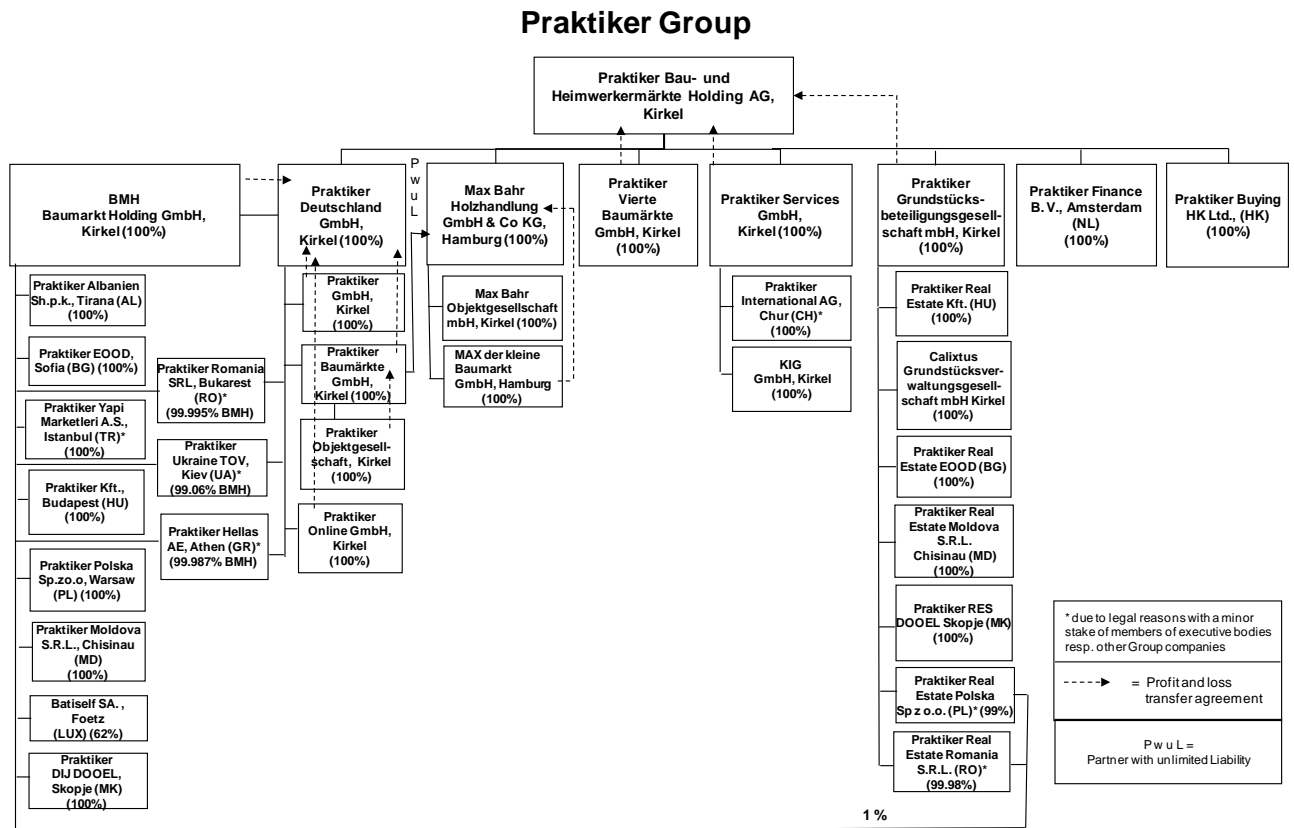 Praktiker Group
Praktiker Bau- und
Heimwerkermärkte Holding AG,
Kirkel
BMH
Baumarkt Holding GmbH,
Kirkel (100%)
Praktiker
Deutschland
GmbH,
Kirkel (100%)
P
w
u
L
Max Bahr
Holzhandlung
GmbH & Co KG,
Hamburg (100%)
Praktiker
Vierte
Baumärkte
GmbH, Kirkel
(100%)
Praktiker Services
GmbH,
Kirkel (100%)
Praktiker
Grundstücks-
beteiligungsgesell-
schaft mbH, Kirkel
(100%)
Praktiker Finance
B. V., Amsterdam
(NL)
(100%)
Praktiker Buying
HK Ltd., (HK)
(100%)
Praktiker Albanien
Sh.p.k., Tirana (AL)
(100%)
Praktiker EOOD,
Sofia (BG) (100%)
Praktiker Yapi
Marketleri A.S.,
Istanbul (TR)*
(100%)
Praktiker Kft.,
Budapest (HU)
(100%)
Praktiker Polska
Sp.zo.o, Warsaw
(PL) (100%)
Praktiker Moldova
S.R.L., Chisinau
(MD)
(100%)
Batiself SA. ,
Foetz
(LUX) (62%)
Praktiker
DIJ DOOEL,
Skopje (MK)
(100%)
Praktiker Romania
SRL, Bukarest
(RO)*
(99.995% BMH)
Praktiker
Ukraine TOV,
Kiev (UA)*
(99.06% BMH)
Praktiker Hellas
AE, Athen (GR)*
(99.987% BMH)
Praktiker
GmbH,
Kirkel
(100%)
Praktiker
Baumärkte
GmbH,
Kirkel (100%)
Praktiker
Objektgesell-
schaft, Kirkel
(100%)
Praktiker
Online GmbH,
Kirkel
(100%)
Max Bahr
Objektgesellschaft
mbH, Kirkel (100%)
MAX der kleine
Baumarkt
GmbH, Hamburg
(100%)
Praktiker
International AG,
Chur (CH)*
(100%)
KIG
GmbH, Kirkel
(100%)
Praktiker Real
Estate Kft. (HU)
(100%)
Calixtus
Grundstücksver-
waltungsgesell-
schaft mbH Kirkel
(100%)
Praktiker Real
Estate EOOD (BG)
(100%)
Praktiker Real
Estate Moldova
S.R.L.
Chisinau (MD)
(100%)
Praktiker RES
DOOEL Skopje (MK)
(100%)
Praktiker Real
Estate Polska
Sp z o.o. (PL)* (99%)
Praktiker Real
Estate Romania
S.R.L. (RO)*
(99.98%)
1 %
* due to legal reasons with a minor
stake of members of executive bodies
resp. other Group companies
= Profit and loss
transfer agreement
P w u L =
Partner with unlimited Liability